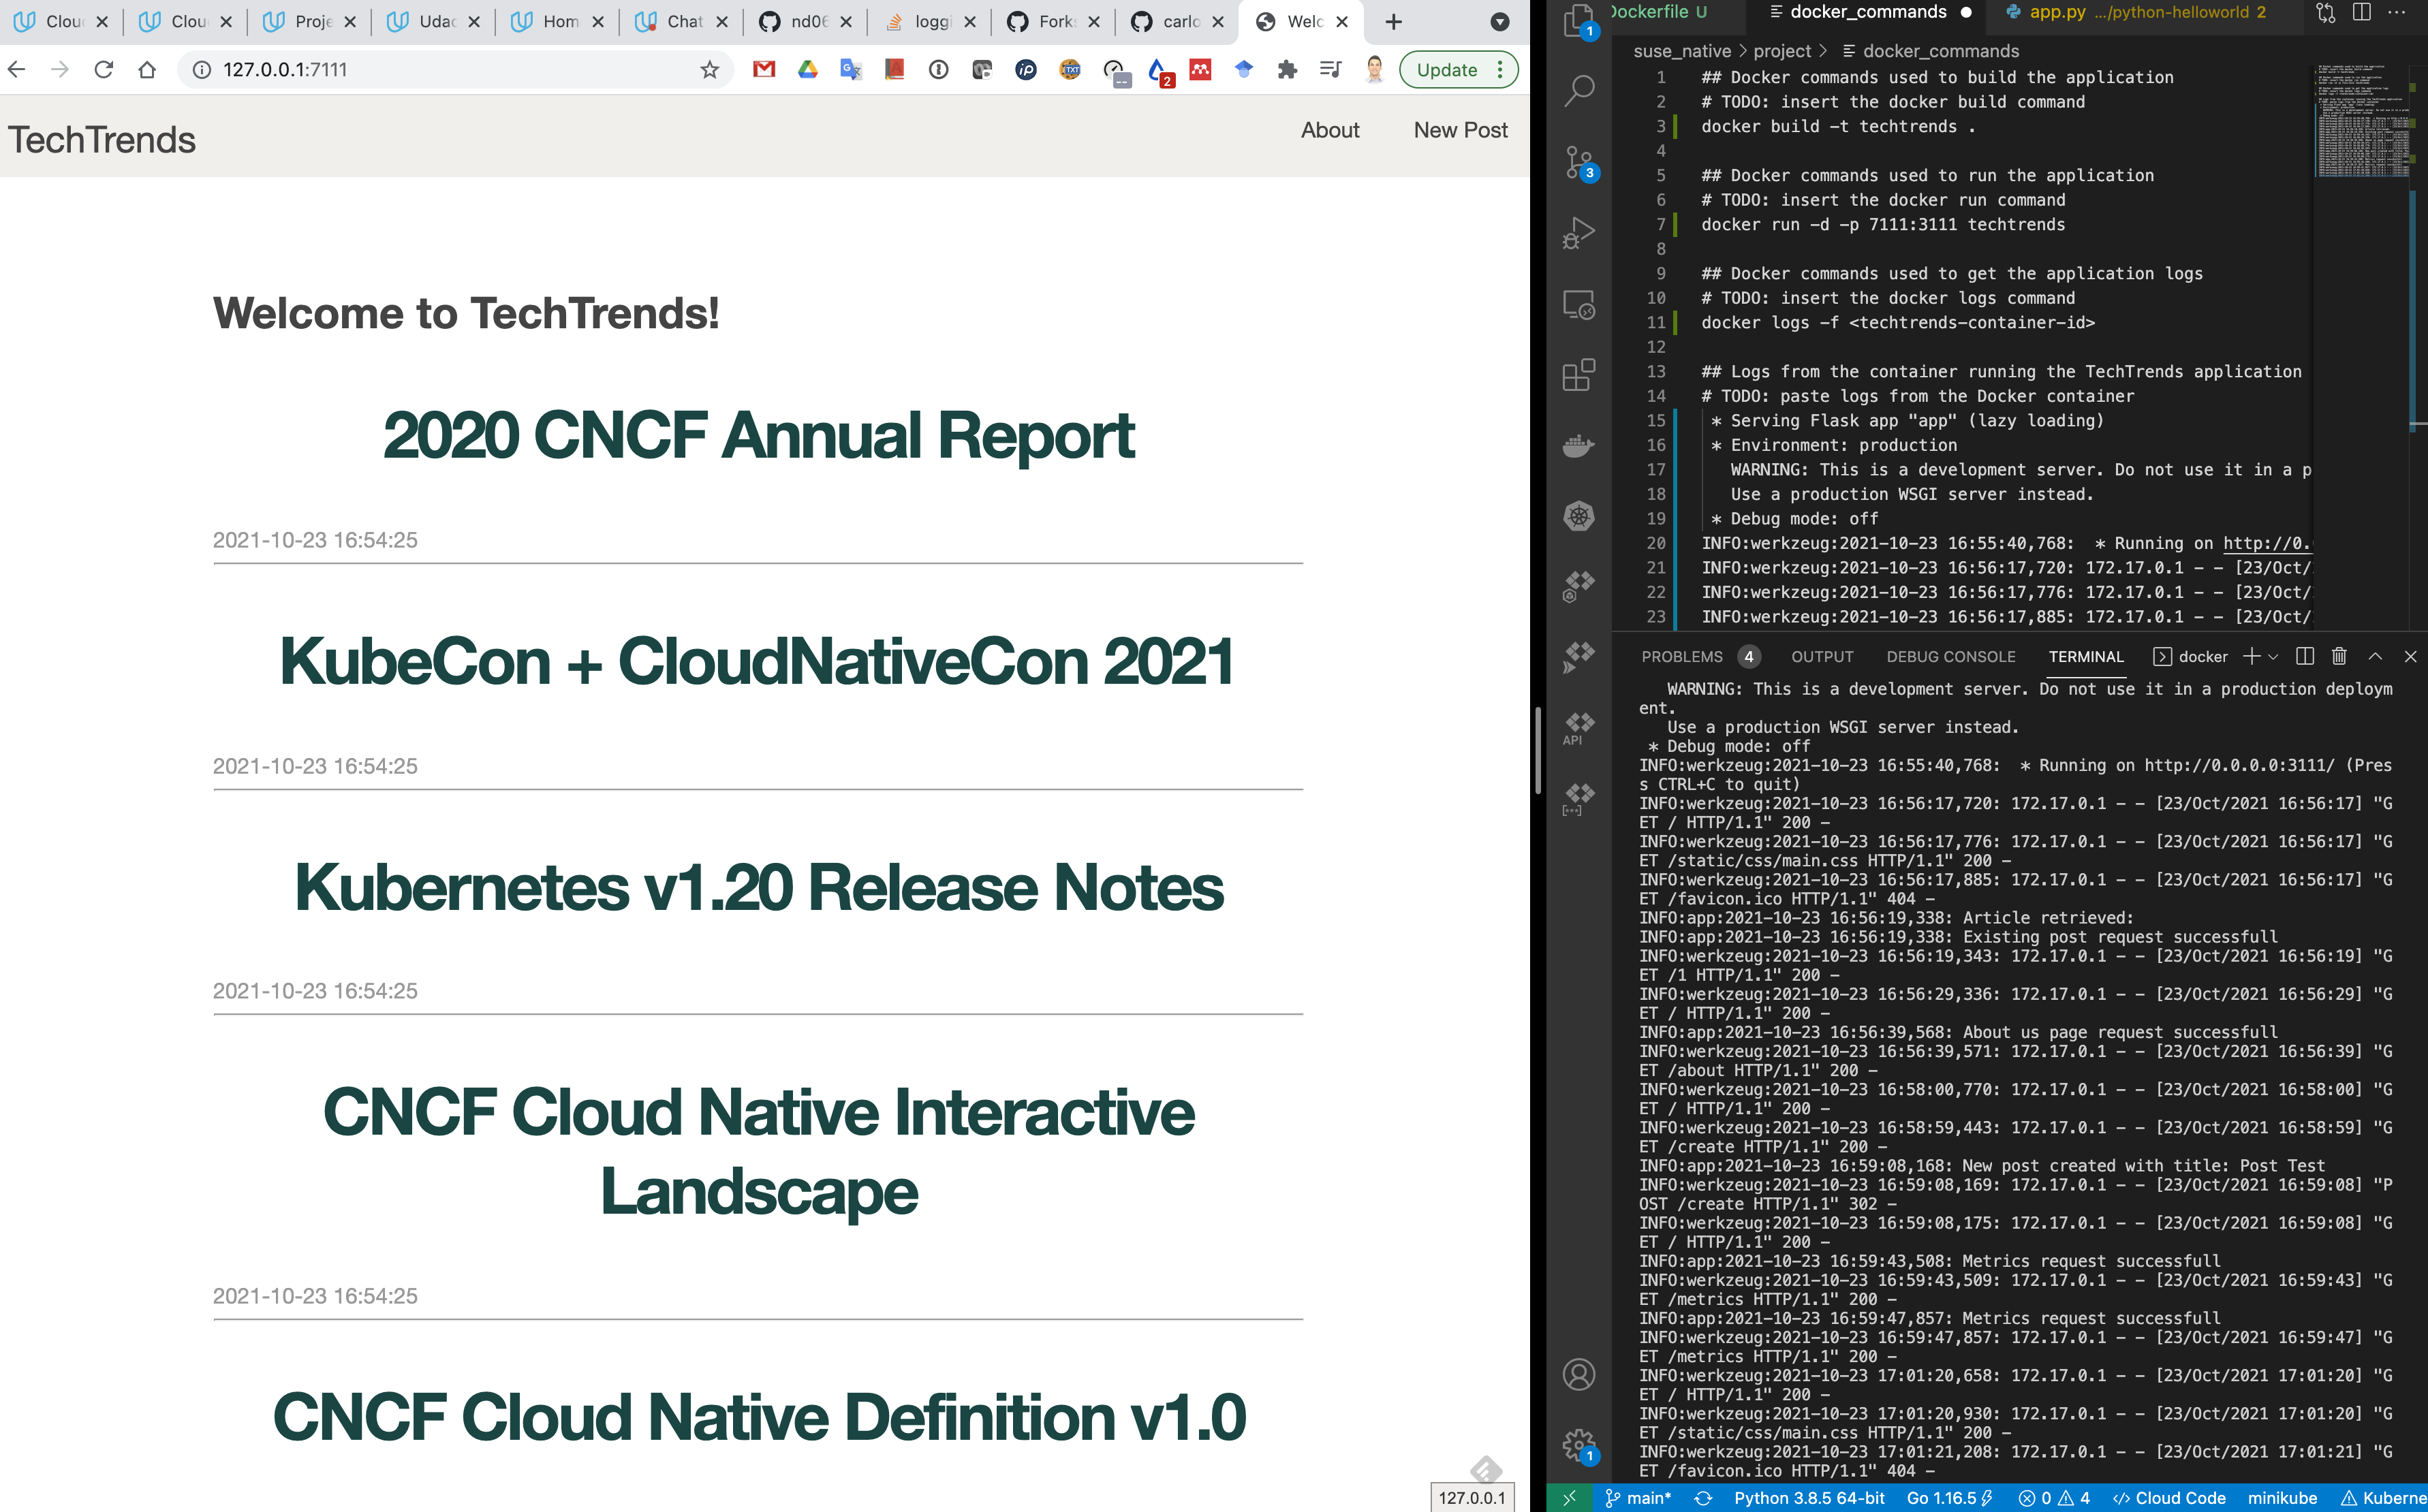 Clou
Clou
Proje
Udac
Hom
Chat
nd06
loggi
Forks
carlo
Welc
127.0.0.1:7111
Update
TechTrends
About
New Post
Welcome to TechTrends!
2020 CNCF Annual Report
2021-10-23 16:54:25
KubeCon + CloudNativeCon 2021
2021-10-23 16:54:25
Kubernetes v1.20 Release Notes
2021-10-23 16:54:25
CNCF Cloud Native Interactive
Landscape
2021-10-23 16:54:25
CNCF Cloud Native Definition v1.0
127.0.0.1
Dockerfile U
docker_commands
app.py .../python-helloworld 2
suse_native > project > docker_commands
1 ## Docker commands used to build the application
2 # TODO: insert the docker build command
3 docker build -t techtrends .
4
5 ## Docker commands used to run the application
6 # TODO: insert the docker run command
7 docker run -d -p 7111:3111 techtrends
8
9 ## Docker commands used to get the application logs
10 # TODO: insert the docker logs command
11 docker logs -f <techtrends-container-id>
12
13 ## Logs from the container running the TechTrends application
14 # TODO: paste logs from the Docker container
15 * Serving Flask app "app" (lazy loading)
16 * Environment: production
17 WARNING: This is a development server. Do not use it in a p
18 Use a production WSGI server instead.
19 * Debug mode: off
20 INFO:werkzeug:2021-10-23 16:55:40,768: * Running on http://0.
21 INFO:werkzeug:2021-10-23 16:56:17,720: 172.17.0.1 - - [23/Oct/
22 INFO:werkzeug:2021-10-23 16:56:17,776: 172.17.0.1 - - [23/Oct/
23 INFO:werkzeug:2021-10-23 16:56:17,885: 172.17.0.1 - - [23/Oct/
PROBLEMS 4 OUTPUT DEBUG CONSOLE TERMINAL docker
WARNING: This is a development server. Do not use it in a production deploym
ent.
Use a production WSGI server instead.
* Debug mode: off
INFO:werkzeug:2021-10-23 16:55:40,768: * Running on http://0.0.0.0:3111/ (Pres
s CTRL+C to quit)
INFO:werkzeug:2021-10-23 16:56:17,720: 172.17.0.1 - - [23/Oct/2021 16:56:17] "G
ET / HTTP/1.1" 200 -
INFO:werkzeug:2021-10-23 16:56:17,776: 172.17.0.1 - - [23/Oct/2021 16:56:17] "G
ET /static/css/main.css HTTP/1.1" 200 -
INFO:werkzeug:2021-10-23 16:56:17,885: 172.17.0.1 - - [23/Oct/2021 16:56:17] "G
ET /favicon.ico HTTP/1.1" 404 -
INFO:app:2021-10-23 16:56:19,338: Article retrieved:
INFO:app:2021-10-23 16:56:19,338: Existing post request successfull
INFO:werkzeug:2021-10-23 16:56:19,343: 172.17.0.1 - - [23/Oct/2021 16:56:19] "G
ET /1 HTTP/1.1" 200 -
INFO:werkzeug:2021-10-23 16:56:29,336: 172.17.0.1 - - [23/Oct/2021 16:56:29] "G
ET / HTTP/1.1" 200 -
INFO:app:2021-10-23 16:56:39,568: About us page request successfull
INFO:werkzeug:2021-10-23 16:56:39,571: 172.17.0.1 - - [23/Oct/2021 16:56:39] "G
ET /about HTTP/1.1" 200 -
INFO:werkzeug:2021-10-23 16:58:00,770: 172.17.0.1 - - [23/Oct/2021 16:58:00] "G
ET / HTTP/1.1" 200 -
INFO:werkzeug:2021-10-23 16:58:59,443: 172.17.0.1 - - [23/Oct/2021 16:58:59] "G
ET /create HTTP/1.1" 200 -
INFO:app:2021-10-23 16:59:08,168: New post created with title: Post Test
INFO:werkzeug:2021-10-23 16:59:08,169: 172.17.0.1 - - [23/Oct/2021 16:59:08] "P
OST /create HTTP/1.1" 302 -
INFO:werkzeug:2021-10-23 16:59:08,175: 172.17.0.1 - - [23/Oct/2021 16:59:08] "G
ET / HTTP/1.1" 200 -
INFO:app:2021-10-23 16:59:43,508: Metrics request successfull
INFO:werkzeug:2021-10-23 16:59:43,509: 172.17.0.1 - - [23/Oct/2021 16:59:43] "G
ET /metrics HTTP/1.1" 200 -
INFO:app:2021-10-23 16:59:47,857: Metrics request successfull
INFO:werkzeug:2021-10-23 16:59:47,857: 172.17.0.1 - - [23/Oct/2021 16:59:47] "G
ET /metrics HTTP/1.1" 200 -
INFO:werkzeug:2021-10-23 17:01:20,658: 172.17.0.1 - - [23/Oct/2021 17:01:20] "G
ET / HTTP/1.1" 200 -
INFO:werkzeug:2021-10-23 17:01:20,930: 172.17.0.1 - - [23/Oct/2021 17:01:20] "G
ET /static/css/main.css HTTP/1.1" 200 -
INFO:werkzeug:2021-10-23 17:01:21,208: 172.17.0.1 - - [23/Oct/2021 17:01:21] "G
ET /favicon.ico HTTP/1.1" 404 -
main* Python 3.8.5 64-bit Go 1.16.5 0 4 Cloud Code minikube Kuberne